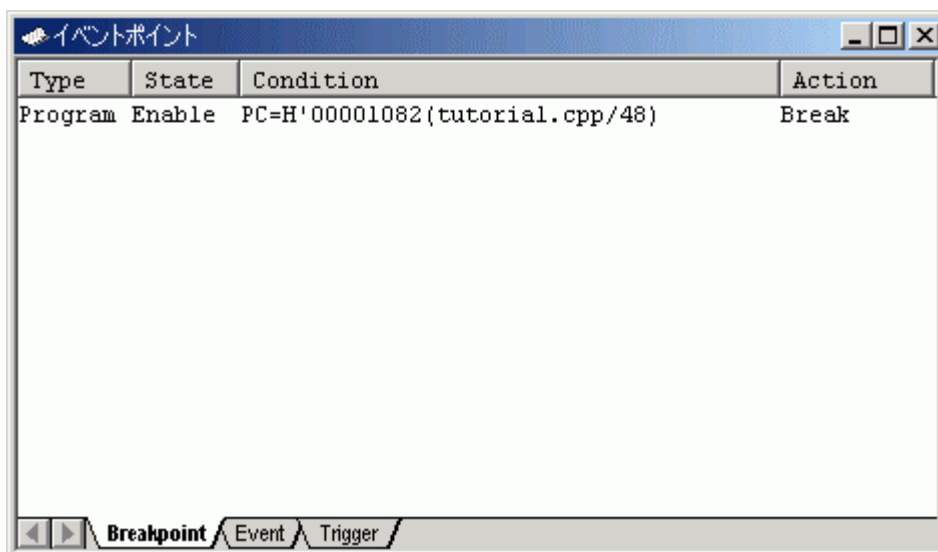 イベントポイント
Type State Condition Action
Program Enable PC=H'00001082(tutorial.cpp/48) Break
Breakpoint Event Trigger